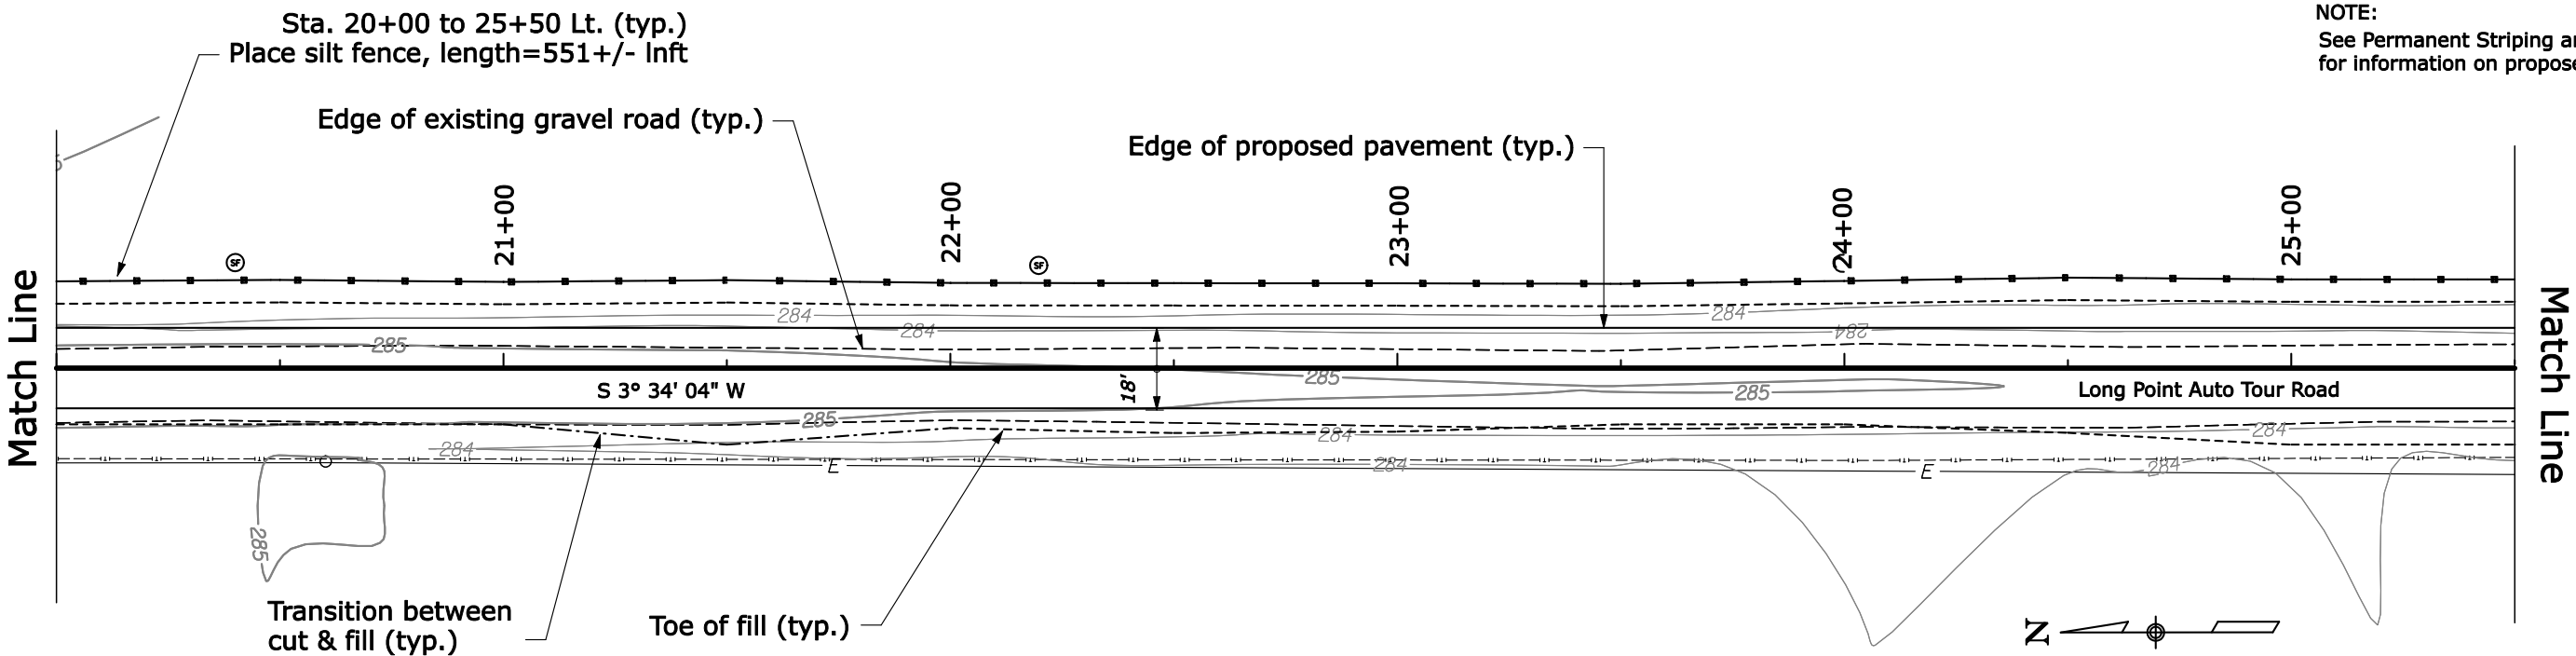 Sta. 20+00 to 25+50 Lt. (typ.)
Place silt fence, length=551+/- lnft
NOTE:
See Permanent Striping
for information on
Edge of existing gravel road (typ.)
Edge of proposed pavement (typ.)
21+00
22+00
23+00
24+00
25+00
SF
SF
Match Line
Match Line
284
284
284
284
285
285
285
18'
S 3° 34' 04" W
Long Point Auto Tour Road
285
284
284
284
284
284
E
E
285
Transition between
cut & fill (typ.)
Toe of fill (typ.)
N